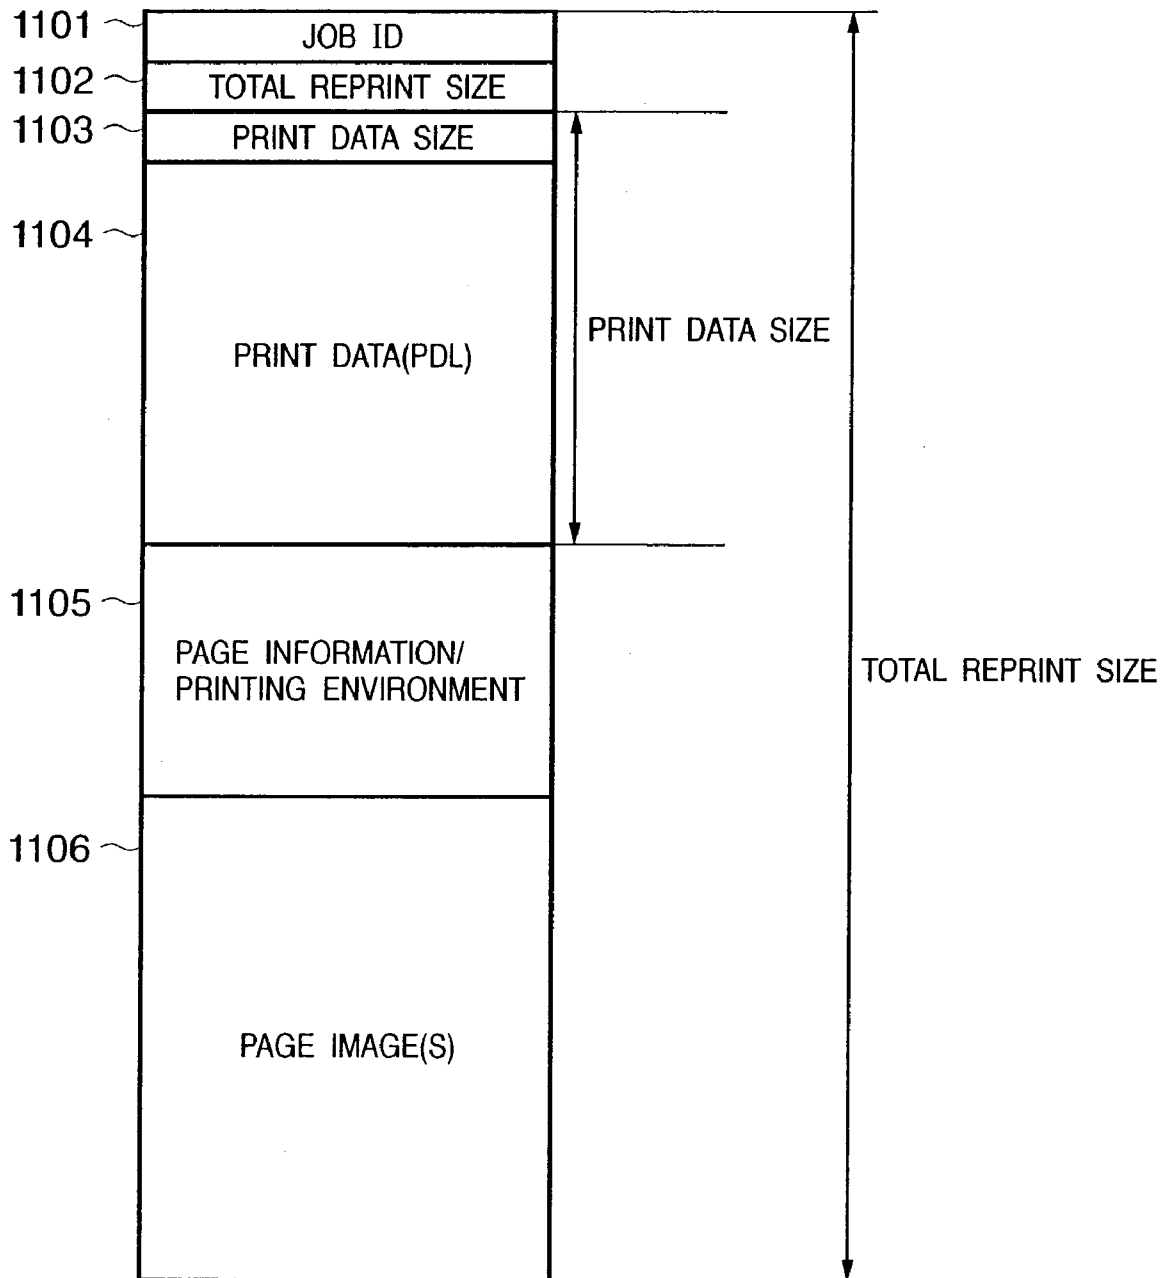 1101
JOB ID
1102
TOTAL REPRINT SIZE
1103
PRINT DATA SIZE
1104
PRINT DATA(PDL)
PRINT DATA SIZE
1105
PAGE INFORMATION/
PRINTING ENVIRONMENT
TOTAL REPRINT SIZE
1106
PAGE IMAGE(S)